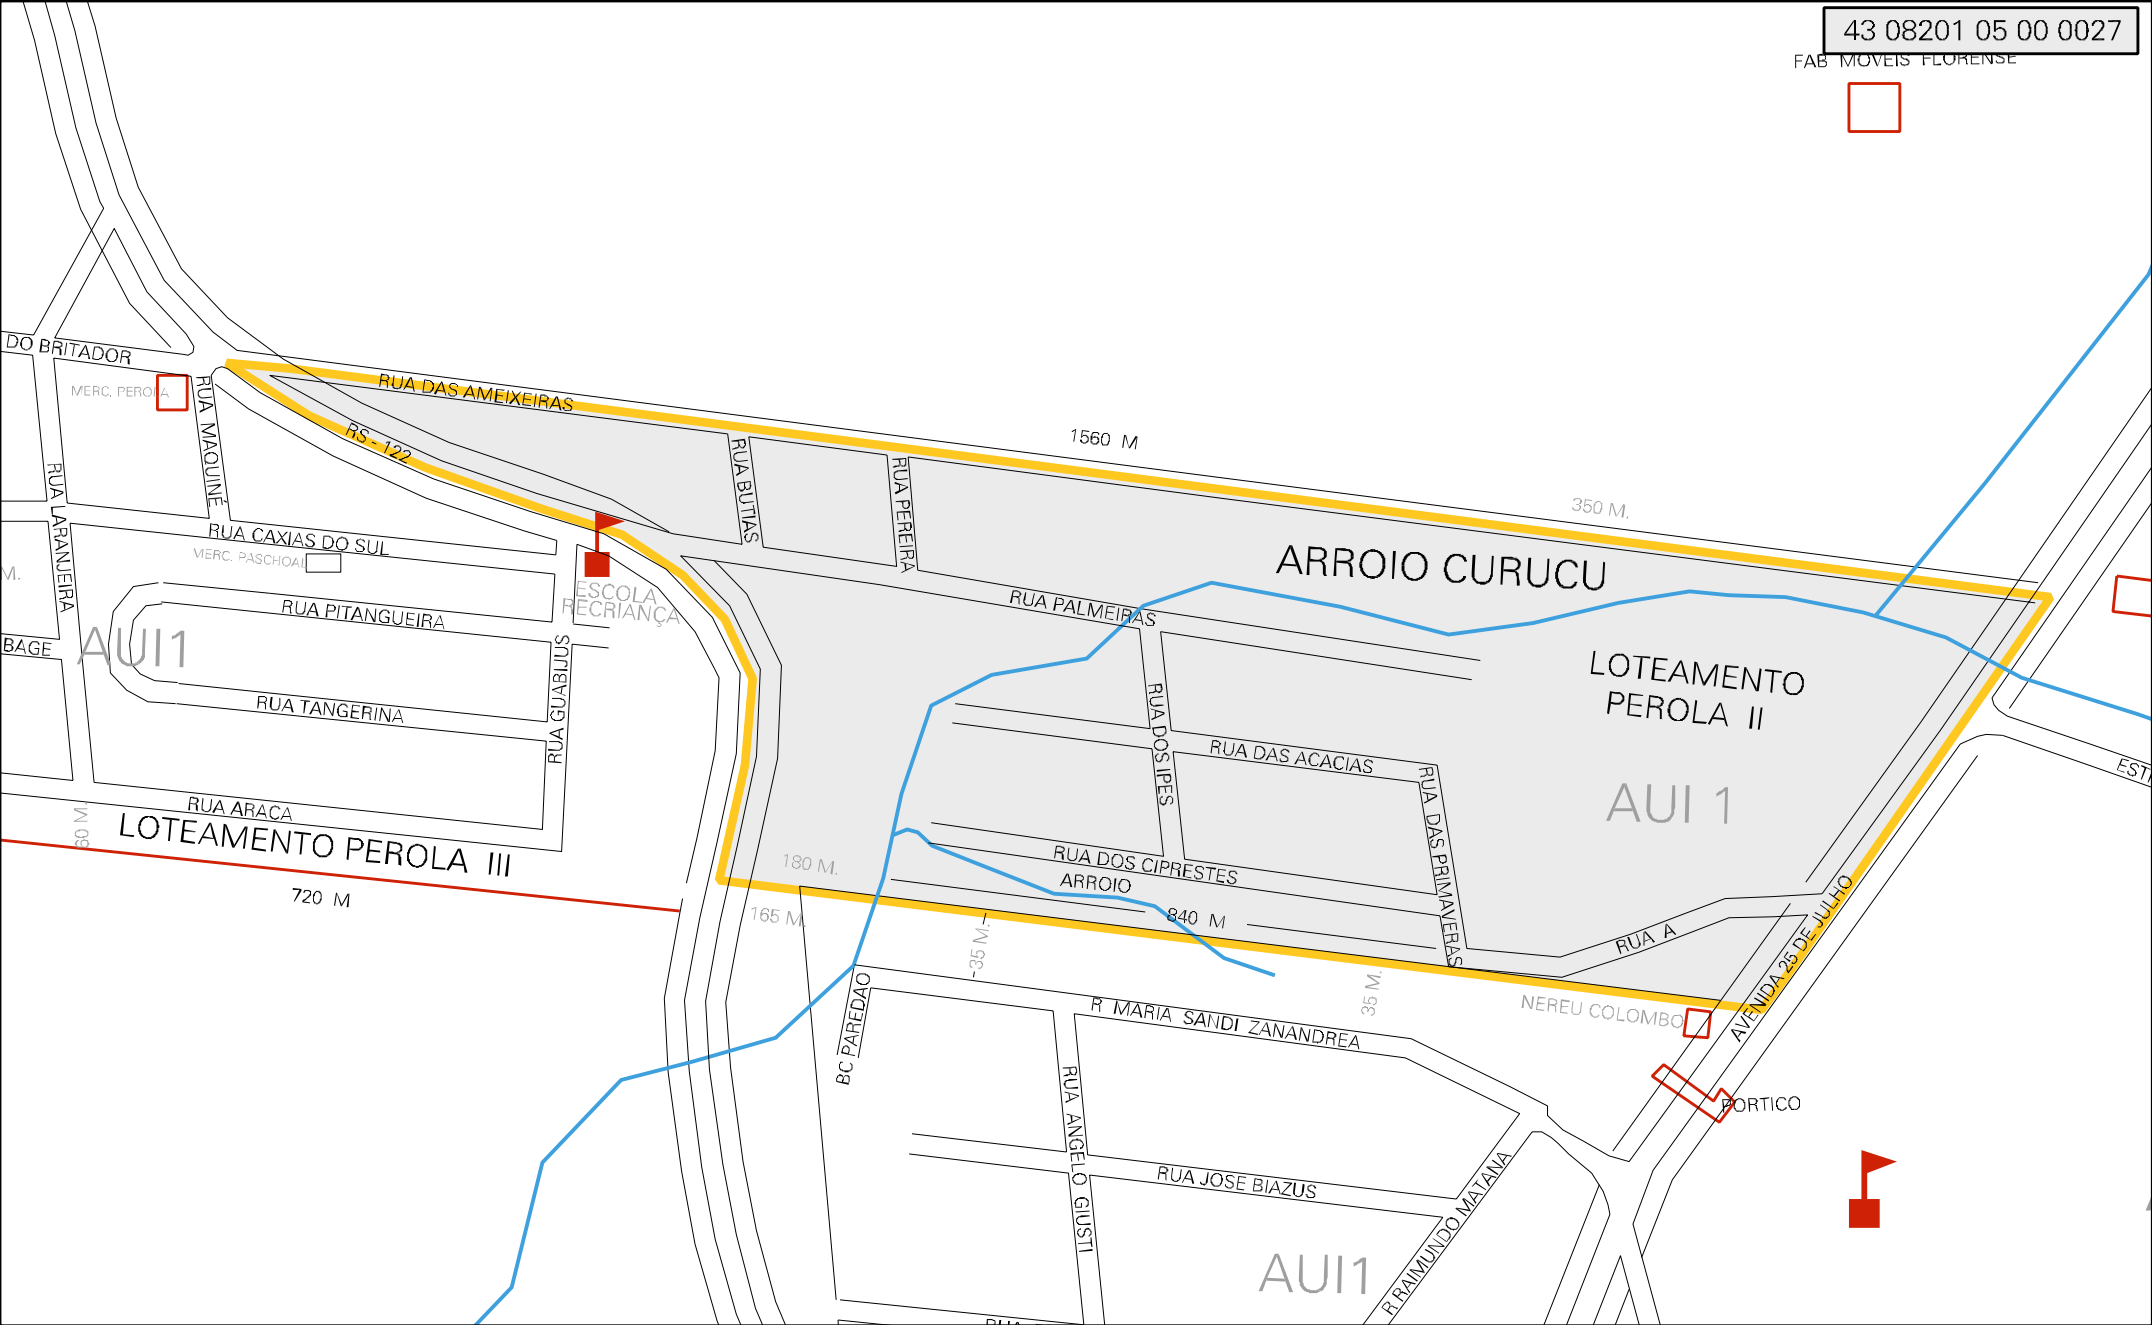 43 08201 05 00 0027
FAB MOVEIS FLORENSE
DO BRITADOR
MERC. PEROLA
RUA MAQUINÉ
RUA DAS AMEIXEIRAS
RS - 122
RUA BUTIAS
RUA PEREIRA
1560 M
350 M.
RUA LARANJEIRA
RUA CAXIAS DO SUL
MERC. PASCHOAL
M.
ESCOLA
RECRIANÇA
ARROIO CURUCU
RUA PALMEIRAS
RUA PITANGUEIRA
AUI1
BAGE
RUA GUABIJUS
RUA TANGERINA
LOTEAMENTO
PEROLA II
RUA DOS IPES
RUA DAS ACACIAS
RUA DAS PRIMAVERAS
AUI 1
EST
RUA ARACA
60 M.
LOTEAMENTO PEROLA III
720 M
180 M.
165 M.
RUA DOS CIPRESTES
ARROIO
840 M
35 M.
35 M.
RUA A
AVENIDA 25 DE JULHO
NEREU COLOMBO
BC PAREDAO
R MARIA SANDI ZANANDREA
PORTICO
RUA ANGELO GIUSTI
RUA JOSE BIAZUS
R RAIMUNDO MATANA
AUI1
RUA